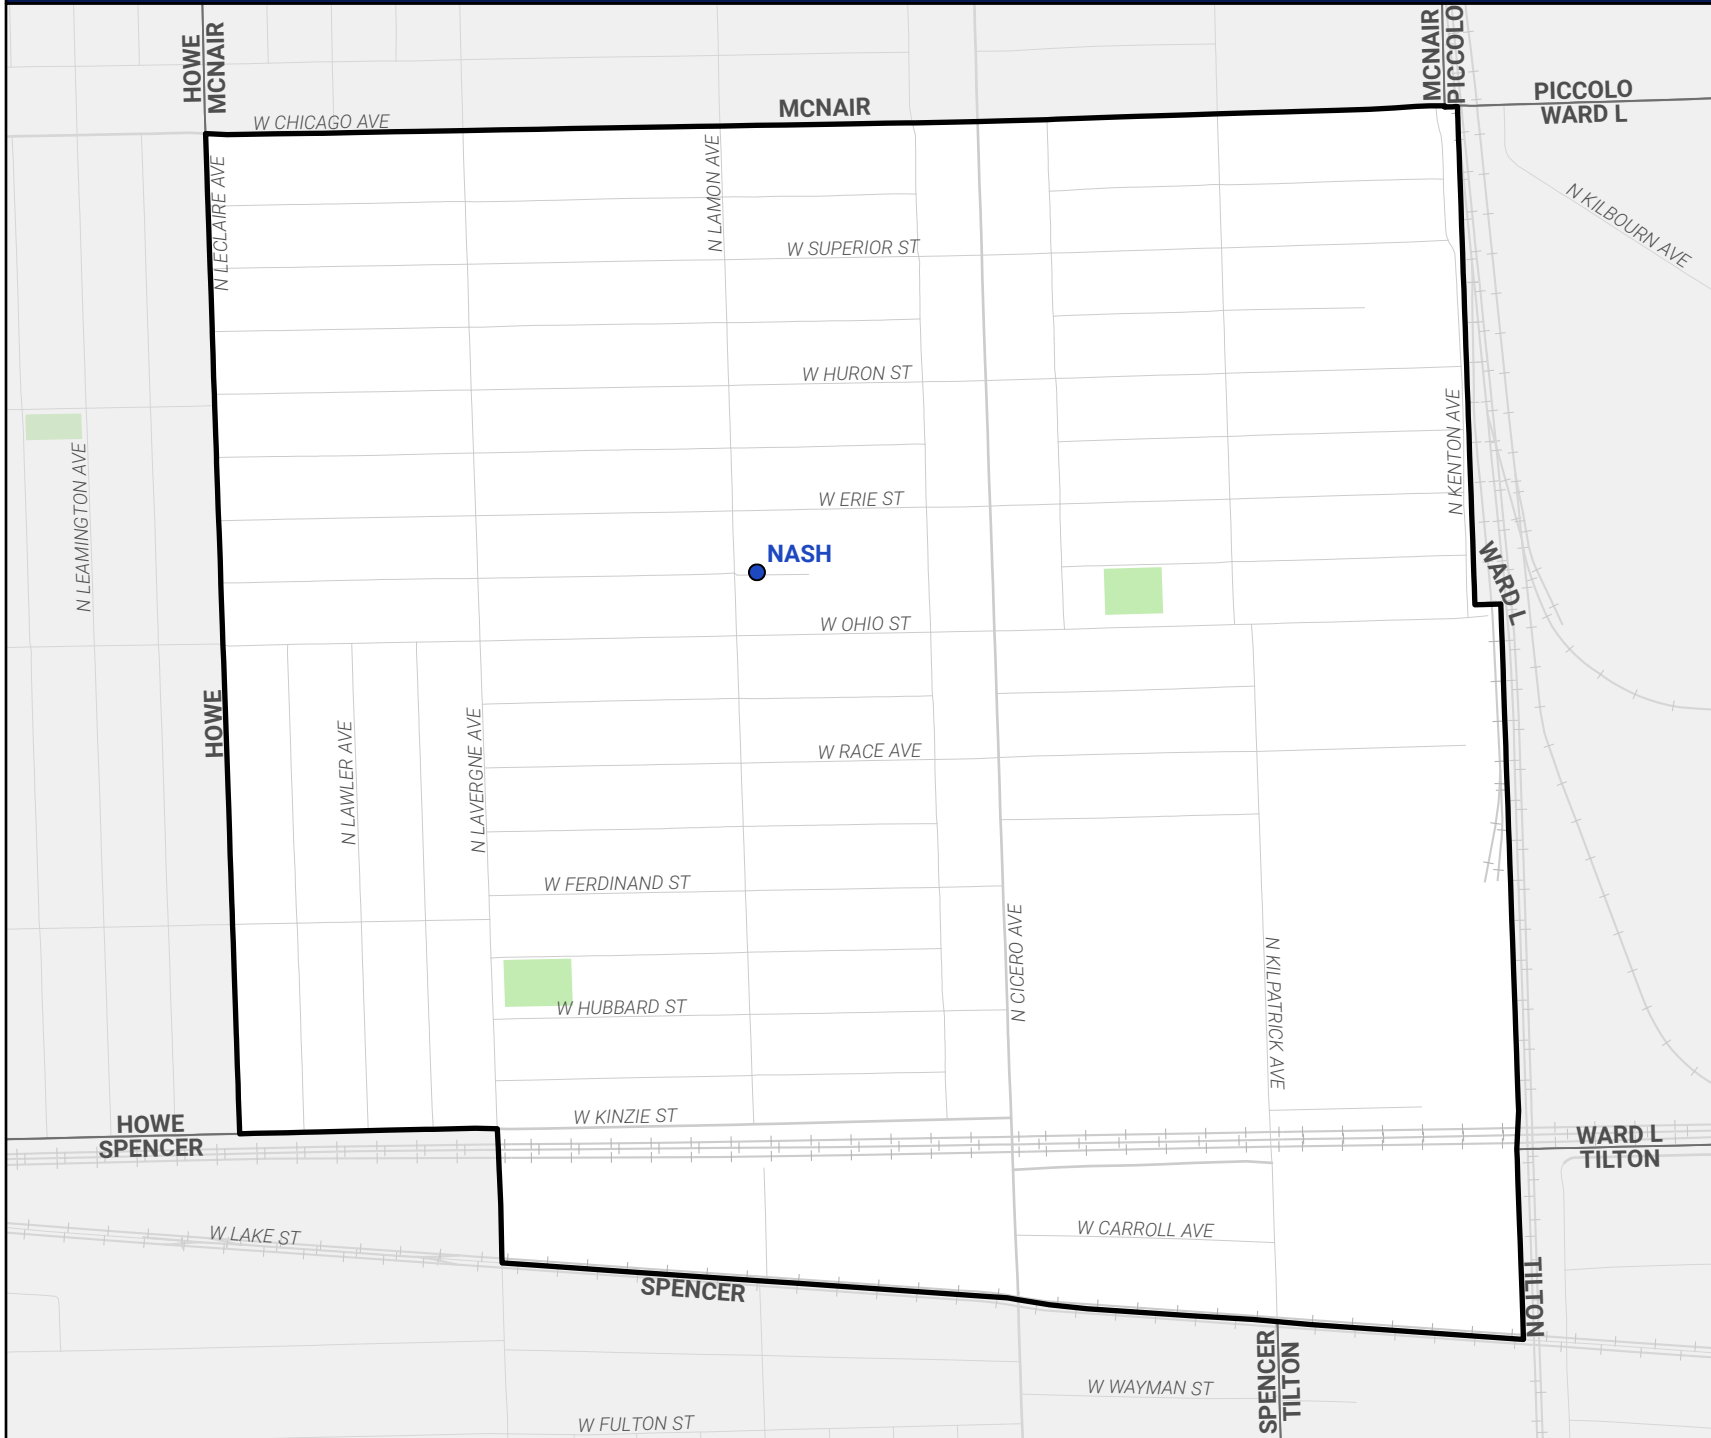 HOWE
MCNAIR
MCNAIR
PICCOLO
PICCOLO
WARD L
MCNAIR
W CHICAGO AVE
N LECLAIRE AVE
N LAMON AVE
N KILBOURN AVE
W SUPERIOR ST
W HURON ST
N KENTON AVE
N LEAMINGTON AVE
W ERIE ST
NASH
WARD L
W OHIO ST
HOWE
N LAWLER AVE
N LAVERGNE AVE
W RACE AVE
W FERDINAND ST
N CICERO AVE
N KILPATRICK AVE
W HUBBARD ST
W KINZIE ST
HOWE
SPENCER
WARD L
TILTON
W LAKE ST
W CARROLL AVE
SPENCER
TILTON
SPENCER
TILTON
W WAYMAN ST
W FULTON ST